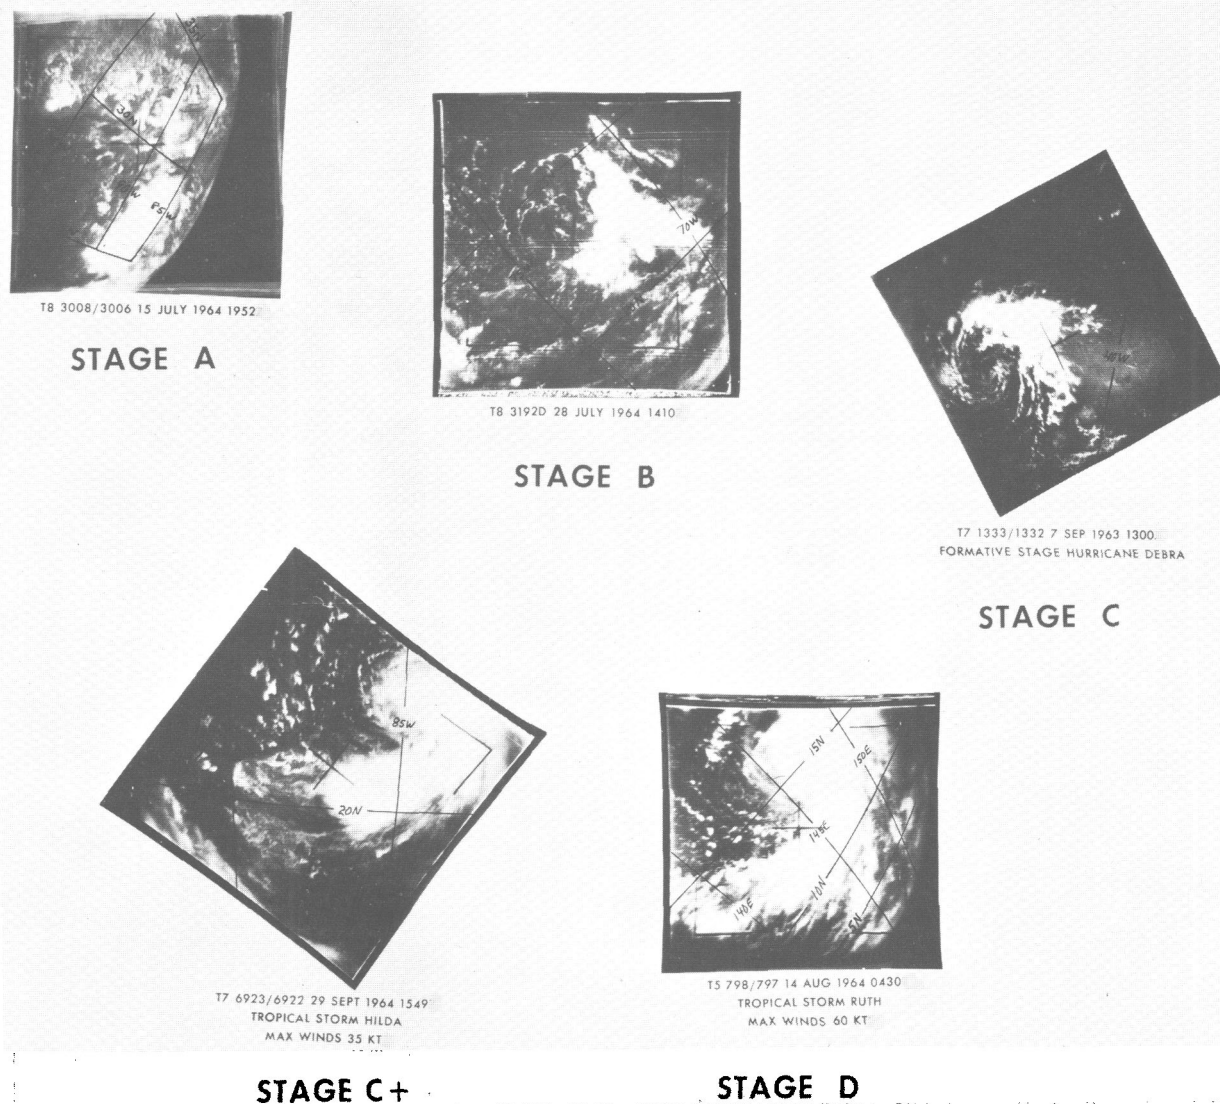 35N
30N
85W
T8 3008/3006 15 JULY 1964 1952
STAGE A
70W
T8 3192D 28 JULY 1964 1410
STAGE B
T7 1333/1332 7 SEP 1963 1300
FORMATIVE STAGE HURRICANE DEBRA
STAGE C
85W
20N
T7 6923/6922 29 SEPT 1964 1549
TROPICAL STORM HILDA
MAX WINDS 35 KT
STAGE C+
15N
150E
145E
10N
140E
5N
T5 798/797 14 AUG 1964 0430
TROPICAL STORM RUTH
MAX WINDS 60 KT
STAGE D